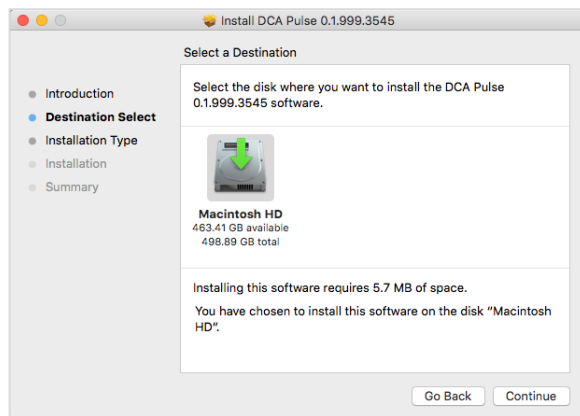 Install DCA Pulse 0.1.999.3545
Select a Destination
Introduction
Destination Select
Installation Type
Installation
Summary
Select the disk where you want to install the DCA Pulse
0.1.999.3545 software.
Macintosh HD
463.41 GB available
498.89 GB total
Installing this software requires 5.7 MB of space.
You have chosen to install this software on the disk “Macintosh
HD”.
Go Back
Continue